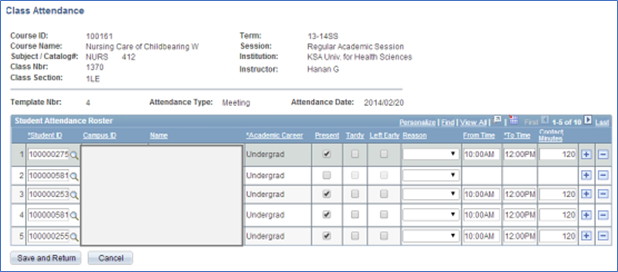 Class Attendance
Course ID: 100161 Term: 13-14SS
Course Name: Nursing Care of Childbearing W Session: Regular Academic Session
Subject / Catalog#: NURS 412 Institution: KSA Univ. for Health Sciences
Class Nbr: 1370 Instructor: Hanan G
Class Section: 1LE
Template Nbr: 4 Attendance Type: Meeting Attendance Date: 2014/02/20
Student Attendance Roster Personalize | Find | View All | First 1-5 of 10 Last
*Student ID Campus ID Name *Academic Career Present Tardy Left Early Reason From Time *To Time Contact Minutes
1 100000275 Undergrad 10:00AM 12:00PM 120
2 100000581 Undergrad
3 100000253 Undergrad 10:00AM 12:00PM 120
4 100000581 Undergrad 10:00AM 12:00PM 120
5 100000255 Undergrad 10:00AM 12:00PM 120
Save and Return Cancel